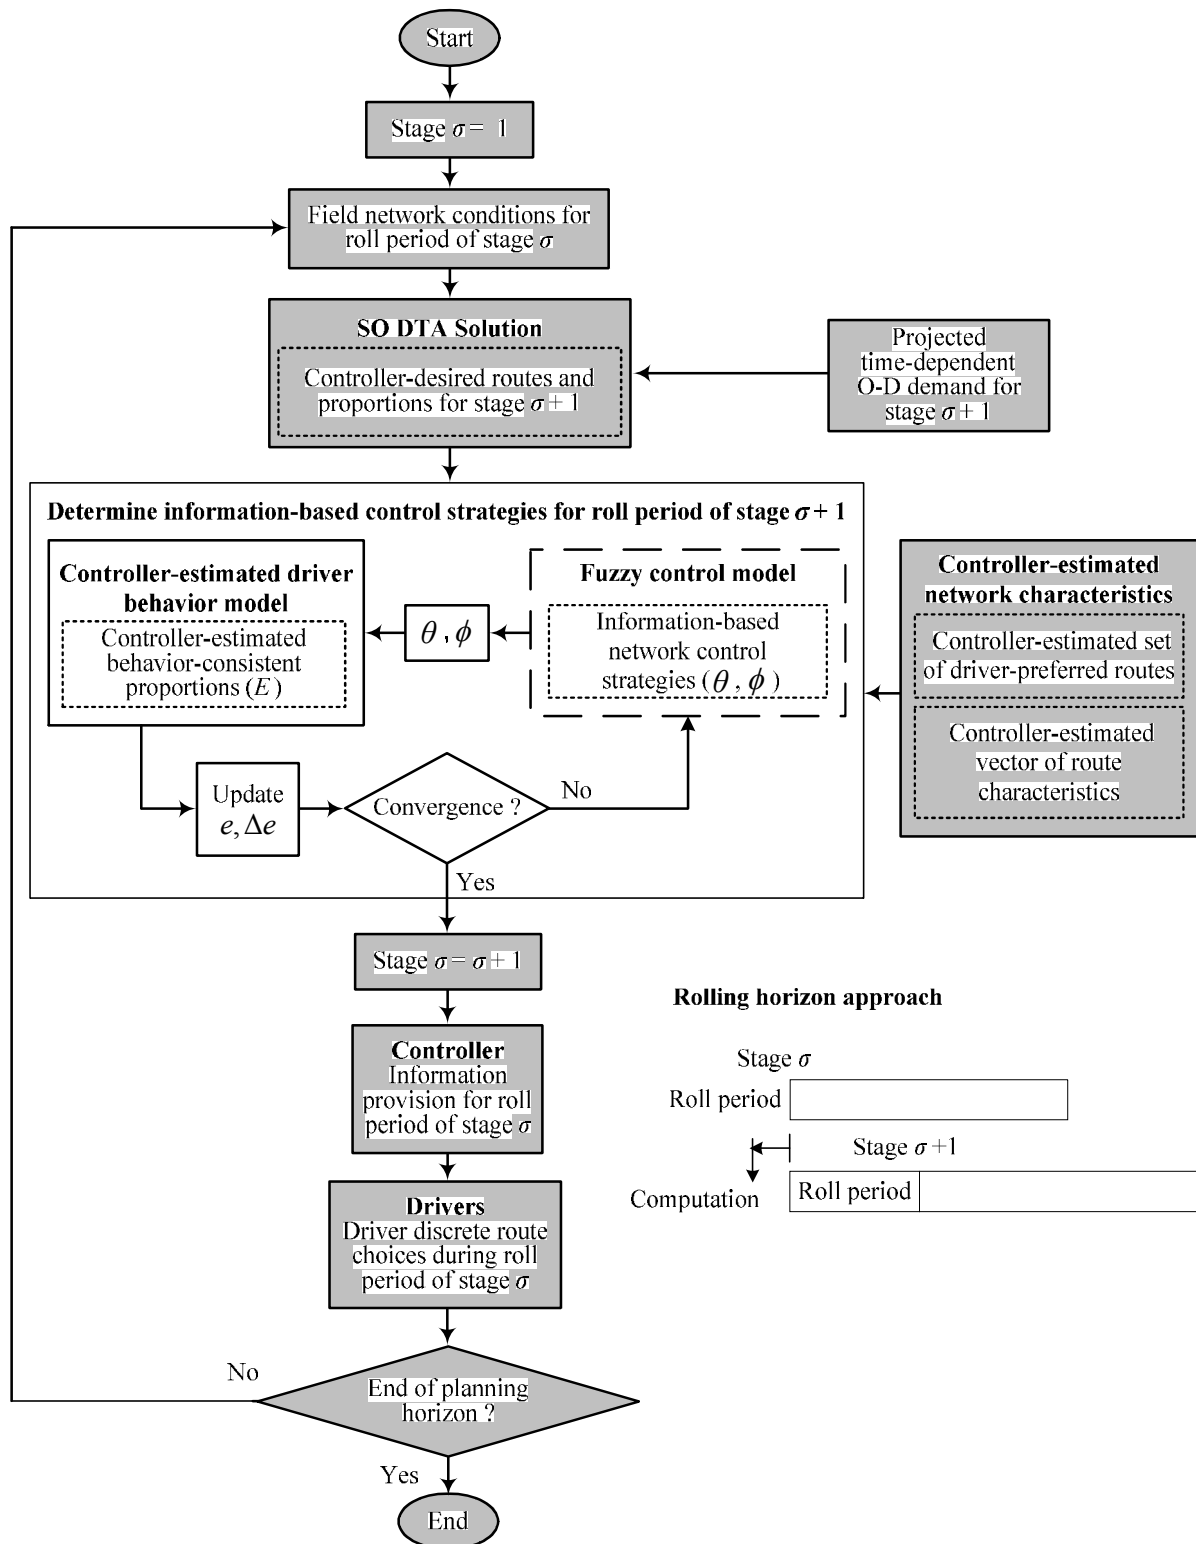 Start
Stage σ = 1
Field network conditions for
roll period of stage σ
SO DTA Solution
Controller-desired routes and
proportions for stage σ + 1
Projected
time-dependent
O-D demand for
stage σ + 1
Determine information-based control strategies for roll period of stage σ + 1
Controller-estimated driver
behavior model
Controller-estimated
behavior-consistent
proportions (E)
θ , ϕ
Fuzzy control model
Information-based
network control
strategies (θ , ϕ)
Controller-estimated
network characteristics
Controller-estimated set
of driver-preferred routes
Controller-estimated
vector of route
characteristics
Update
e, Δe
Convergence ?
No
Yes
Stage σ = σ + 1
Controller
Information
provision for roll
period of stage σ
Drivers
Driver discrete route
choices during roll
period of stage σ
No
End of planning
horizon ?
Yes
End
Rolling horizon approach
Stage σ
Roll period
Stage σ +1
Computation
Roll period